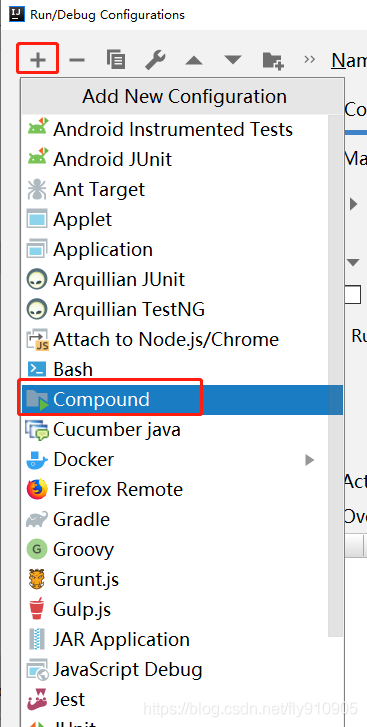 Run/Debug Configurations
Nam
Add New Configuration
Android Instrumented Tests
Co
Android JUnit
Ma
Ant Target
Applet
Application
Arquillian JUnit
Arquillian TestNG
Attach to Node.js/Chrome
Ru
Bash
Compound
Cucumber java
Docker
Firefox Remote
Act
Gradle
Ove
Groovy
Grunt.js
Gulp.js
JAR Application
JavaScript Debug
Jest
JUnit
https://blog.csdn.net/fly910905